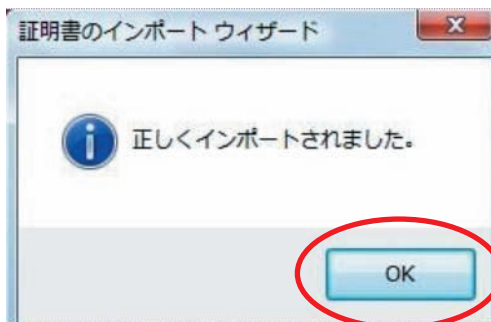 証明書のインポート ウィザード
正しくインポートされました。
OK